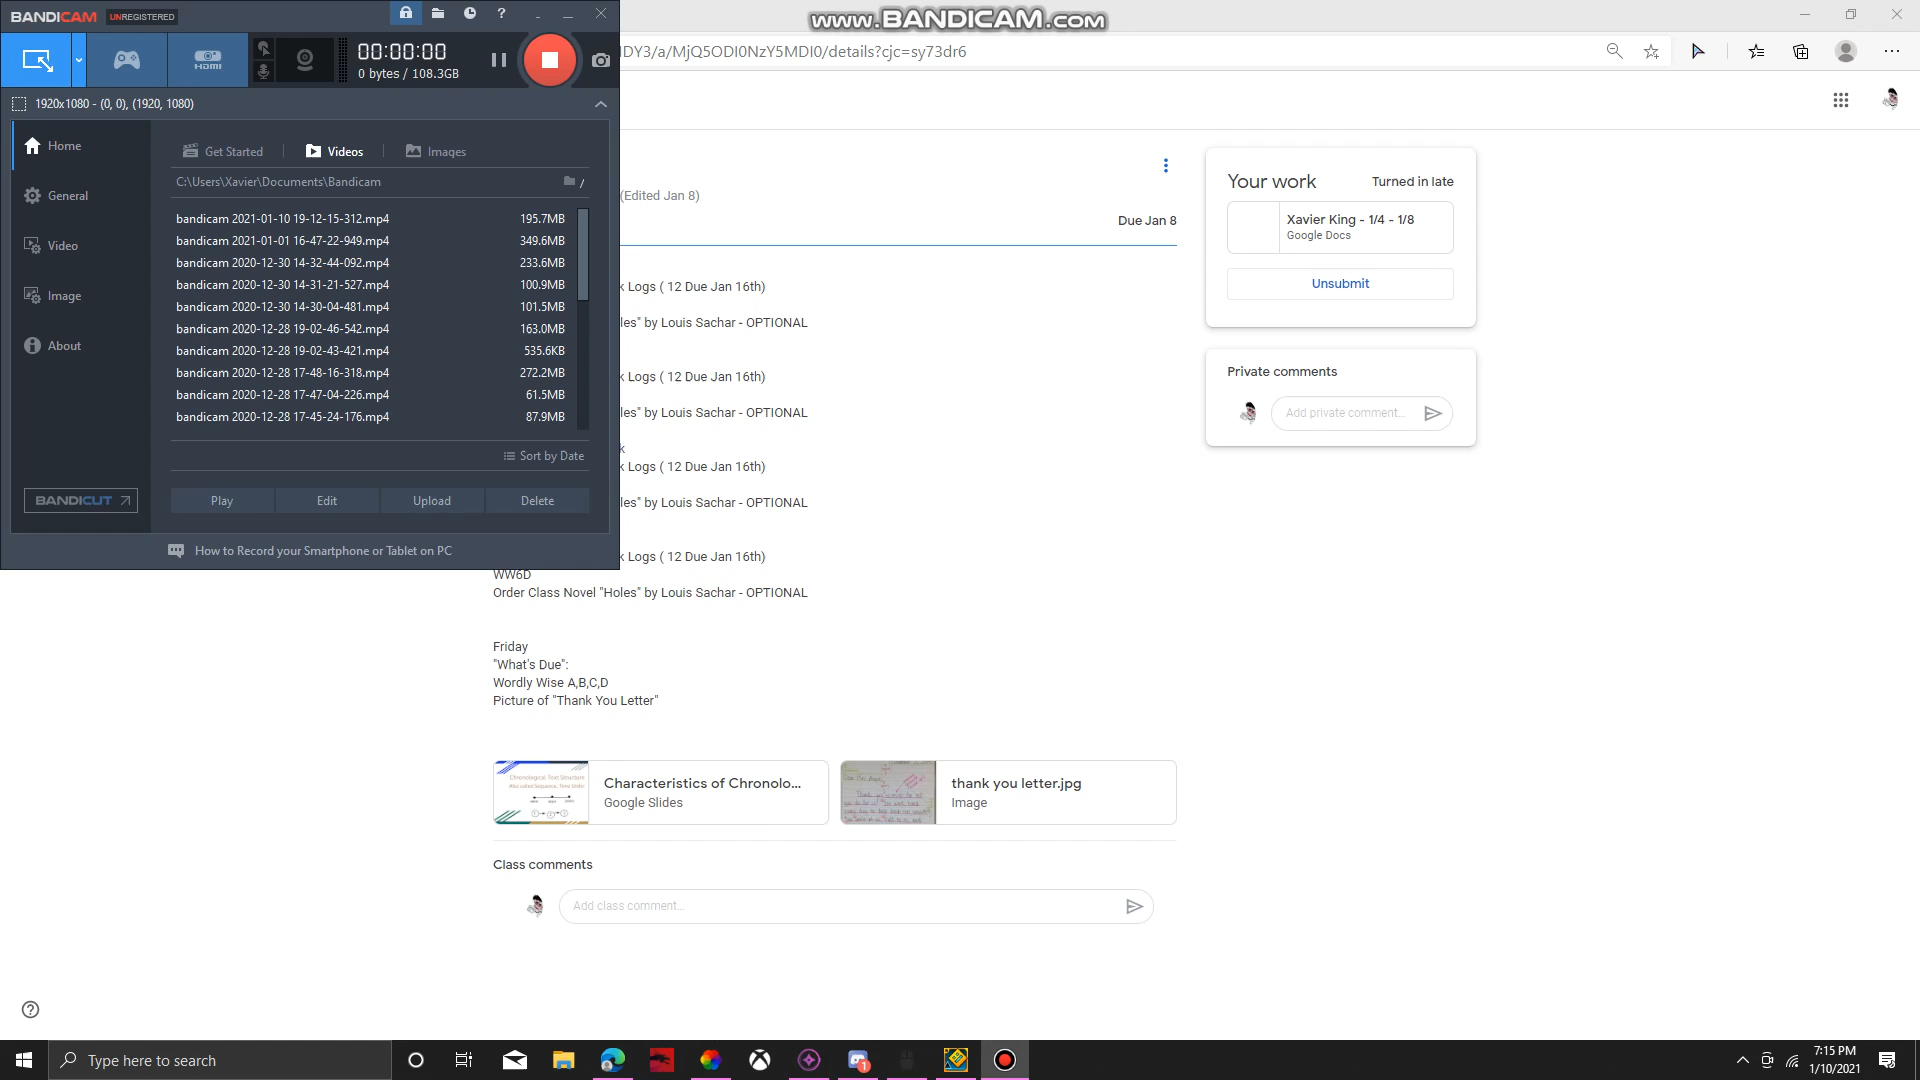 BANDICAM UNREGISTERED
?
www.BANDICAM.com
HDMI
00:00:00
0 bytes / 108.3GB
DY3/a/MjQ5ODI0NzY5MDI0/details?cjc=sy73dr6
1920x1080 - (0, 0), (1920, 1080)
Home
General
Video
Image
About
BANDICUT
Get Started
Videos
Images
C:\Users\Xavier\Documents\Bandicam
/
bandicam 2021-01-10 19-12-15-312.mp4 195.7MB
bandicam 2021-01-01 16-47-22-949.mp4 349.6MB
bandicam 2020-12-30 14-32-44-092.mp4 233.6MB
bandicam 2020-12-30 14-31-21-527.mp4 100.9MB
bandicam 2020-12-30 14-30-04-481.mp4 101.5MB
bandicam 2020-12-28 19-02-46-542.mp4 163.0MB
bandicam 2020-12-28 19-02-43-421.mp4 535.6KB
bandicam 2020-12-28 17-48-16-318.mp4 272.2MB
bandicam 2020-12-28 17-47-04-226.mp4 61.5MB
bandicam 2020-12-28 17-45-24-176.mp4 87.9MB
Sort by Date
Play Edit Upload Delete
How to Record your Smartphone or Tablet on PC
(Edited Jan 8)
Due Jan 8
k Logs ( 12 Due Jan 16th)
les" by Louis Sachar - OPTIONAL
k Logs ( 12 Due Jan 16th)
les" by Louis Sachar - OPTIONAL
k
k Logs ( 12 Due Jan 16th)
les" by Louis Sachar - OPTIONAL
k Logs ( 12 Due Jan 16th)
WW6D
Order Class Novel "Holes" by Louis Sachar - OPTIONAL
Friday
"What's Due":
Wordly Wise A,B,C,D
Picture of "Thank You Letter"
Chronological Text Structure
Also called Sequence, Time Order
Characteristics of Chronolo...
Google Slides
thank you letter.jpg
Image
Class comments
Add class comment...
Your work
Turned in late
Xavier King - 1/4 - 1/8
Google Docs
Unsubmit
Private comments
Add private comment...
?
Type here to search
1
7:15 PM
1/10/2021